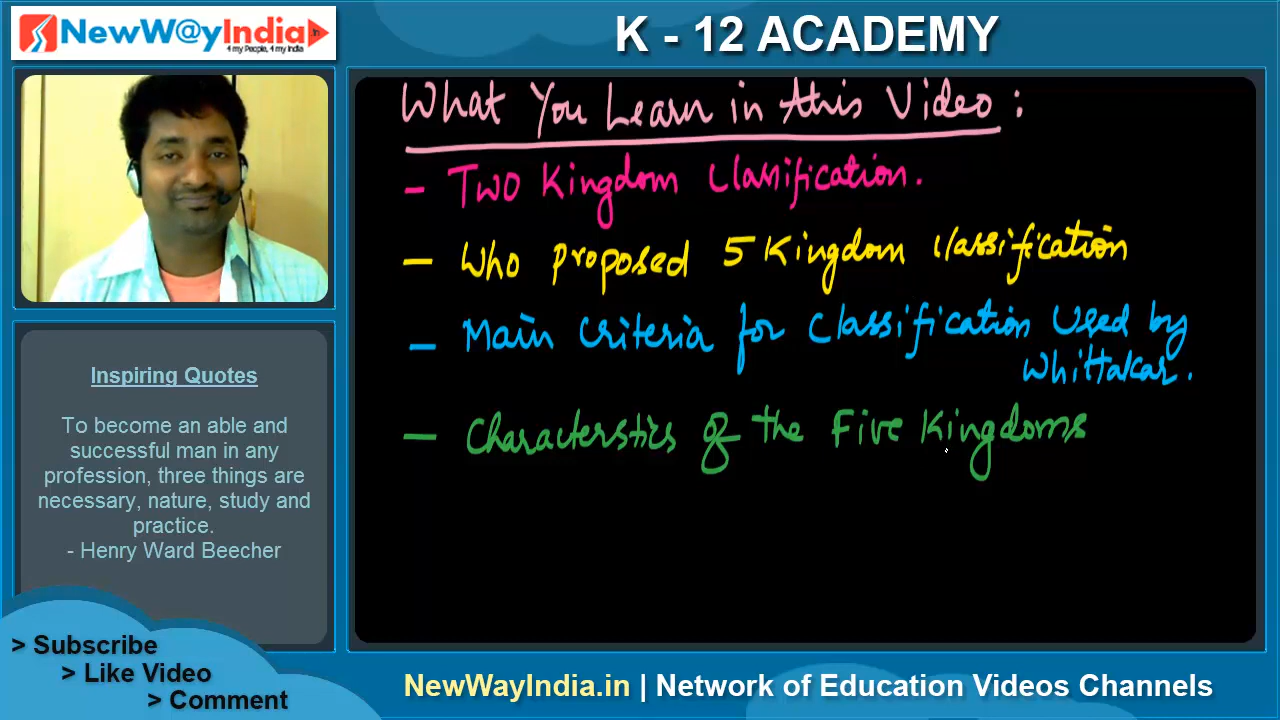 NewW@yIndia.in
4 my People, 4 my India
K - 12 ACADEMY
What You Learn in this Video :
- Two Kingdom Classification.
- Who proposed 5 Kingdom Classification
- Main Criteria for Classification Used by
Whittakar.
- Characterstics of the Five Kingdoms
Inspiring Quotes
To become an able and
successful man in any
profession, three things are
necessary, nature, study and
practice.
- Henry Ward Beecher
> Subscribe
> Like Video
> Comment
NewWayIndia.in | Network of Education Videos Channels